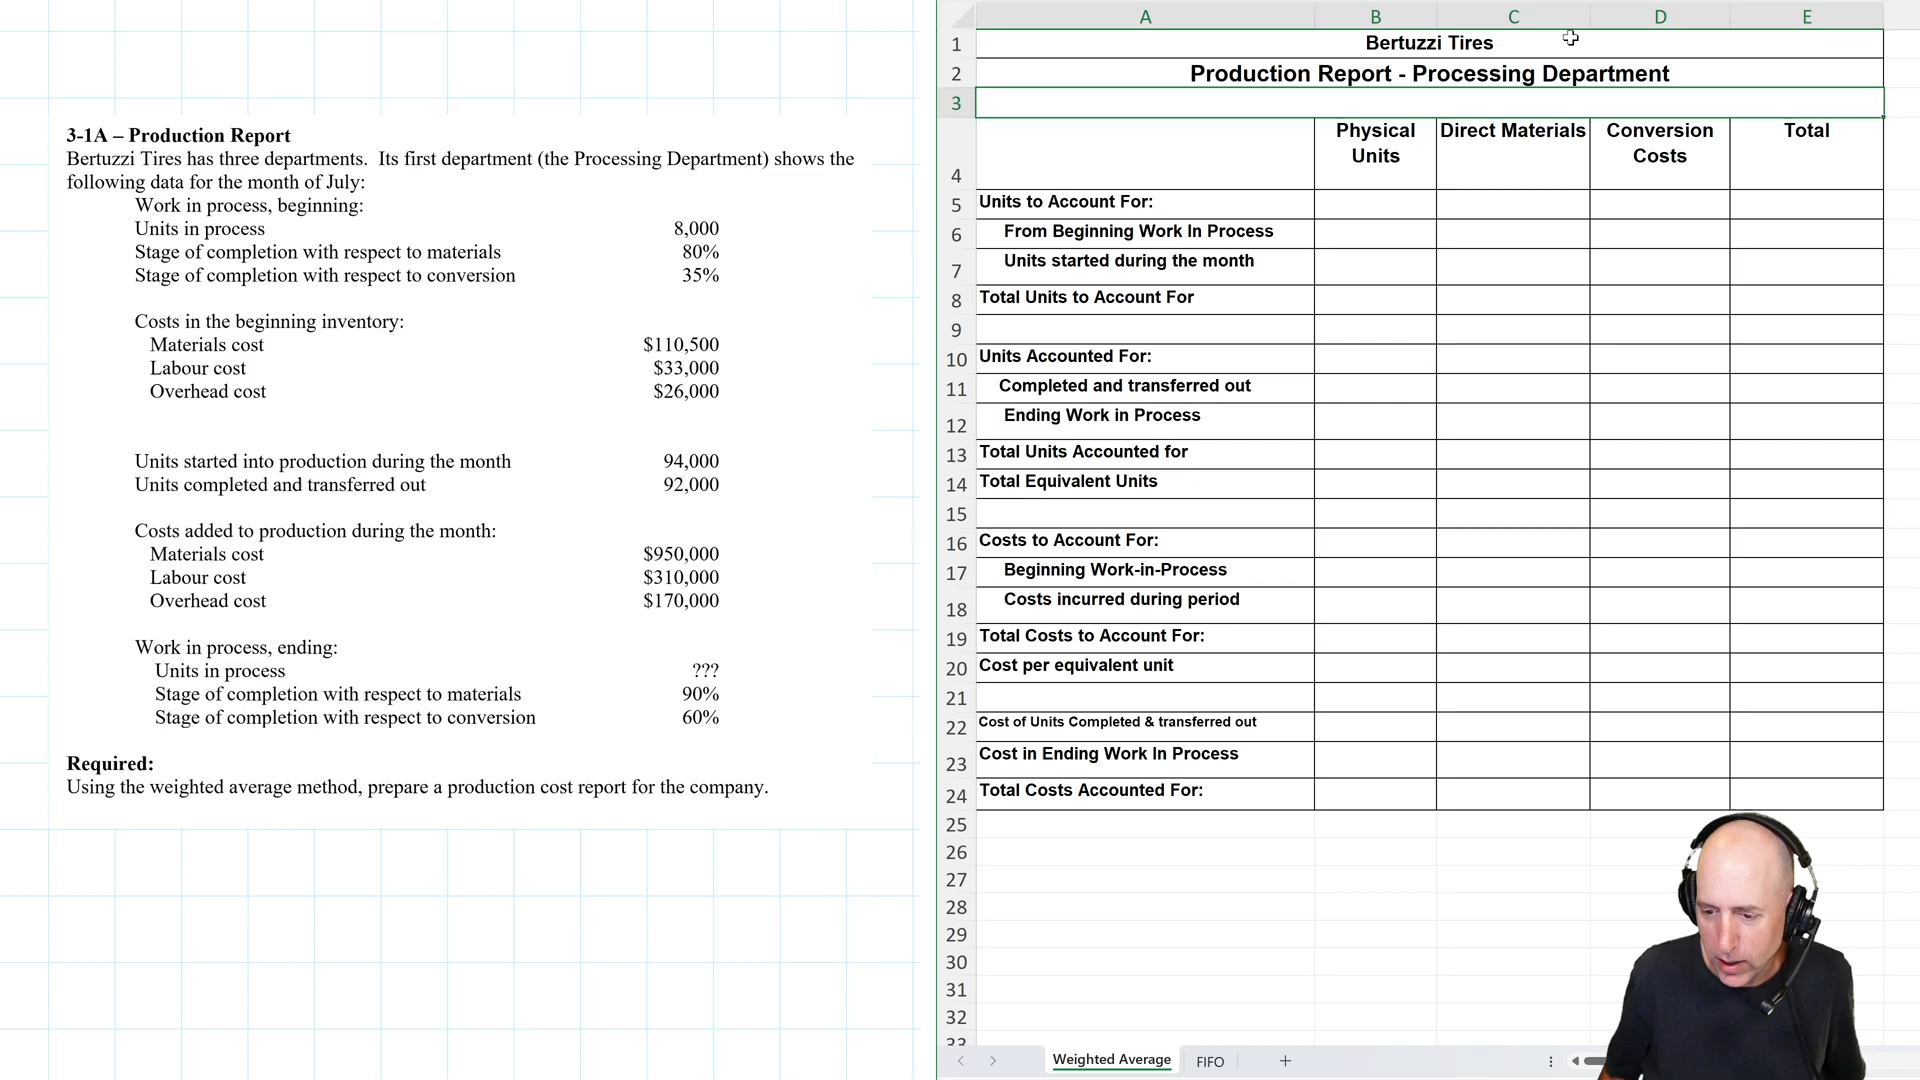 3-1A – Production Report
Bertuzzi Tires has three departments.  Its first department (the Processing Department) shows the
following data for the month of July:
Work in process, beginning:
Units in process 8,000
Stage of completion with respect to materials 80%
Stage of completion with respect to conversion 35%
Costs in the beginning inventory:
Materials cost $110,500
Labour cost $33,000
Overhead cost $26,000
Units started into production during the month 94,000
Units completed and transferred out 92,000
Costs added to production during the month:
Materials cost $950,000
Labour cost $310,000
Overhead cost $170,000
Work in process, ending:
Units in process ???
Stage of completion with respect to materials 90%
Stage of completion with respect to conversion 60%
Required:
Using the weighted average method, prepare a production cost report for the company.
A B C D E
1 Bertuzzi Tires
2 Production Report - Processing Department
3
4 Physical Units Direct Materials Conversion Costs Total
5 Units to Account For:
6 From Beginning Work In Process
7 Units started during the month
8 Total Units to Account For
9
10 Units Accounted For:
11 Completed and transferred out
12 Ending Work in Process
13 Total Units Accounted for
14 Total Equivalent Units
15
16 Costs to Account For:
17 Beginning Work-in-Process
18 Costs incurred during period
19 Total Costs to Account For:
20 Cost per equivalent unit
21
22 Cost of Units Completed & transferred out
23 Cost in Ending Work In Process
24 Total Costs Accounted For:
25
26
27
28
29
30
31
32
33
Weighted Average FIFO